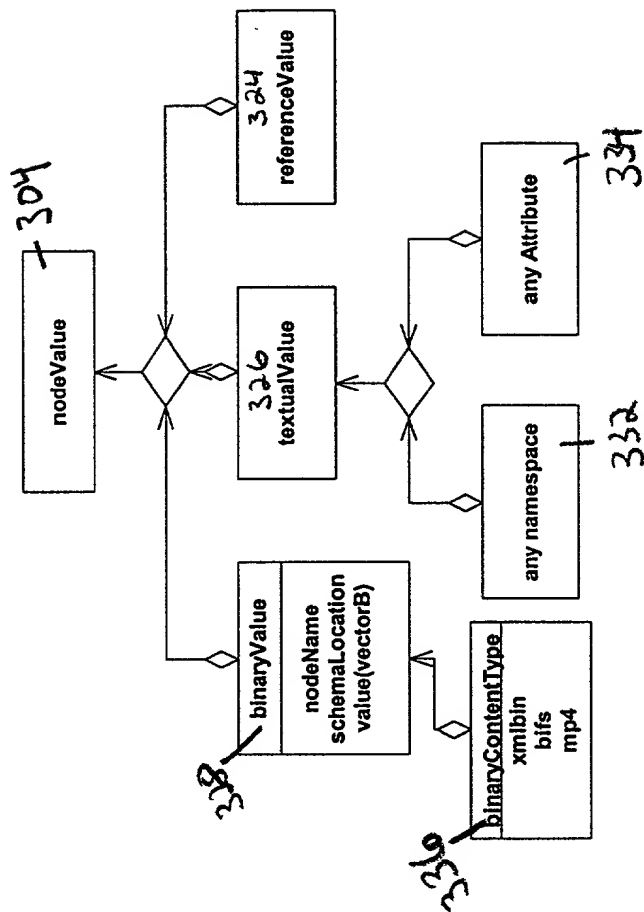 304
nodeValue
328
binaryValue
nodeName
schemaLocation
value(vectorB)
326
textualValue
324
referenceValue
336
binaryContentType
xmlbin
bifs
mp4
any namespace
332
any Attribute
334